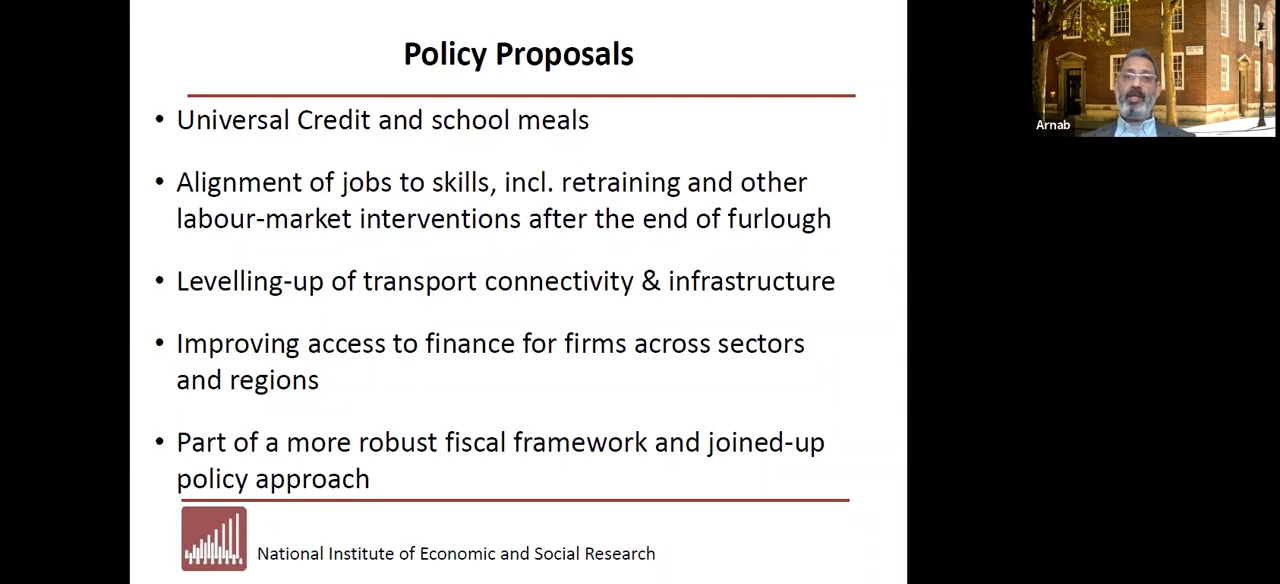 Policy Proposals
• Universal Credit and school meals
• Alignment of jobs to skills, incl. retraining and other
labour-market interventions after the end of furlough
• Levelling-up of transport connectivity & infrastructure
• Improving access to finance for firms across sectors
and regions
• Part of a more robust fiscal framework and joined-up
policy approach
National Institute of Economic and Social Research
Arnab